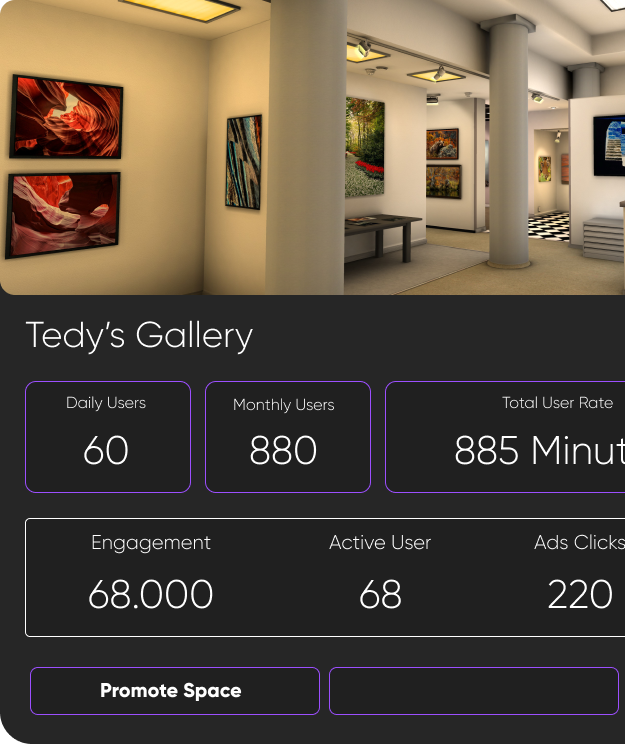 Tedy’s Gallery
Daily Users
Monthly Users
Total User Rate
60
880
885 Minut
Engagement
Active User
Ads Clicks
68.000
68
220
Promote Space